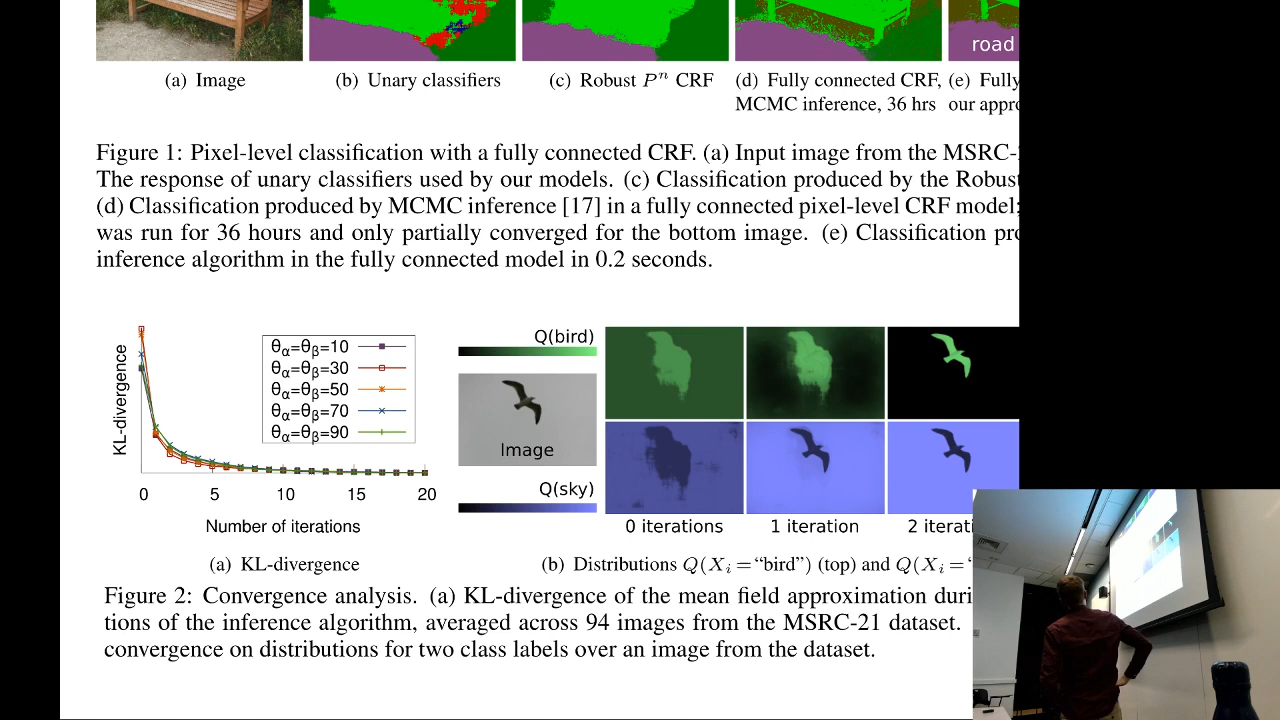 road
(a) Image
(b) Unary classifiers
(c) Robust Pⁿ CRF
(d) Fully connected CRF,
MCMC inference, 36 hrs
(e) Fully
our appro
Figure 1: Pixel-level classification with a fully connected CRF. (a) Input image from the MSRC-
The response of unary classifiers used by our models. (c) Classification produced by the Robust
(d) Classification produced by MCMC inference [17] in a fully connected pixel-level CRF model;
was run for 36 hours and only partially converged for the bottom image. (e) Classification pro
inference algorithm in the fully connected model in 0.2 seconds.
KL-divergence
θα=θβ=10
θα=θβ=30
θα=θβ=50
θα=θβ=70
θα=θβ=90
0 5 10 15 20
Number of iterations
Q(bird)
Image
Q(sky)
0 iterations
1 iteration
2 iterati
(a) KL-divergence
(b) Distributions Q(Xᵢ=“bird”) (top) and Q(Xᵢ=“
Figure 2: Convergence analysis. (a) KL-divergence of the mean field approximation duri
tions of the inference algorithm, averaged across 94 images from the MSRC-21 dataset.
convergence on distributions for two class labels over an image from the dataset.